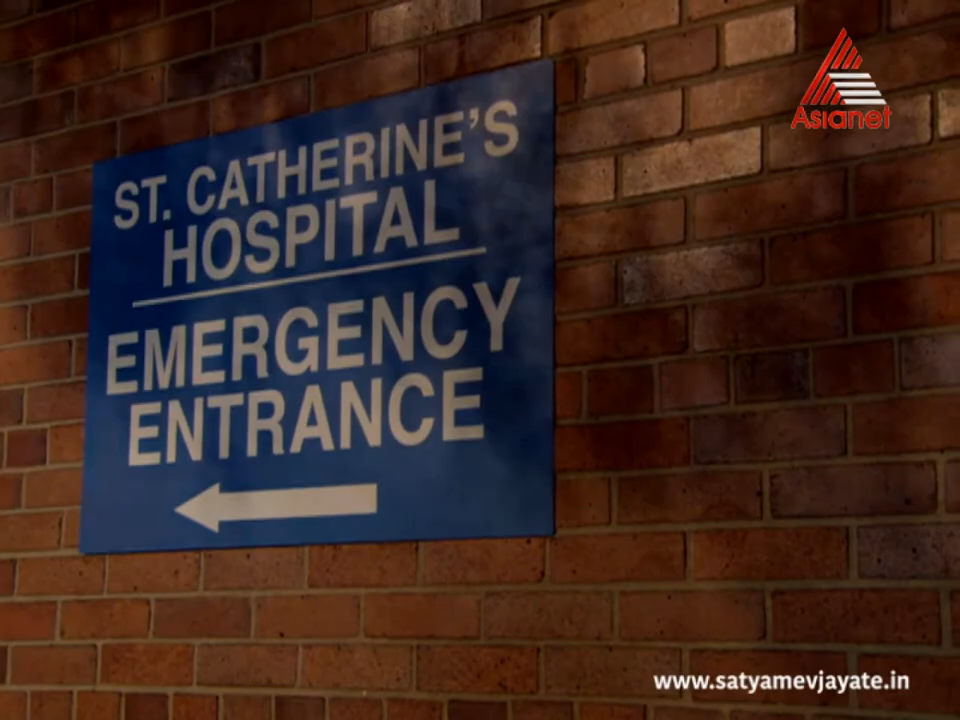 Asianet
ST. CATHERINE'S
HOSPITAL
EMERGENCY
ENTRANCE
www.satyamevjayate.in